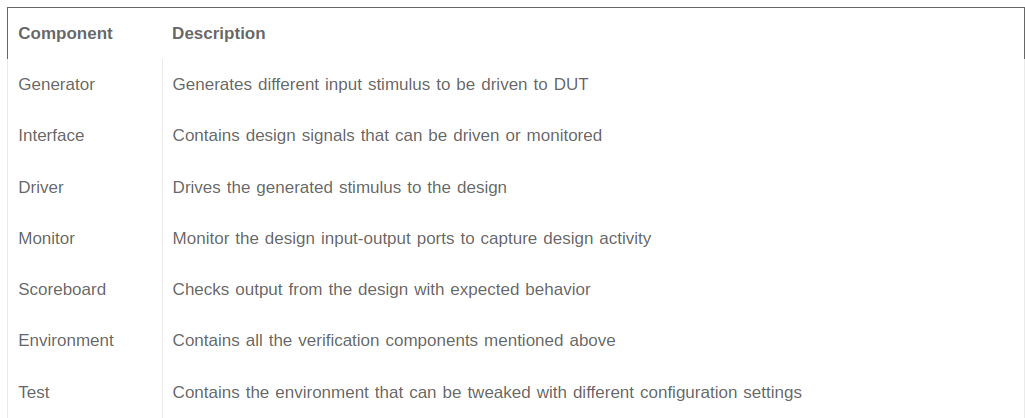 Component Description
Generator Generates different input stimulus to be driven to DUT
Interface Contains design signals that can be driven or monitored
Driver Drives the generated stimulus to the design
Monitor Monitor the design input-output ports to capture design activity
Scoreboard Checks output from the design with expected behavior
Environment Contains all the verification components mentioned above
Test Contains the environment that can be tweaked with different configuration settings